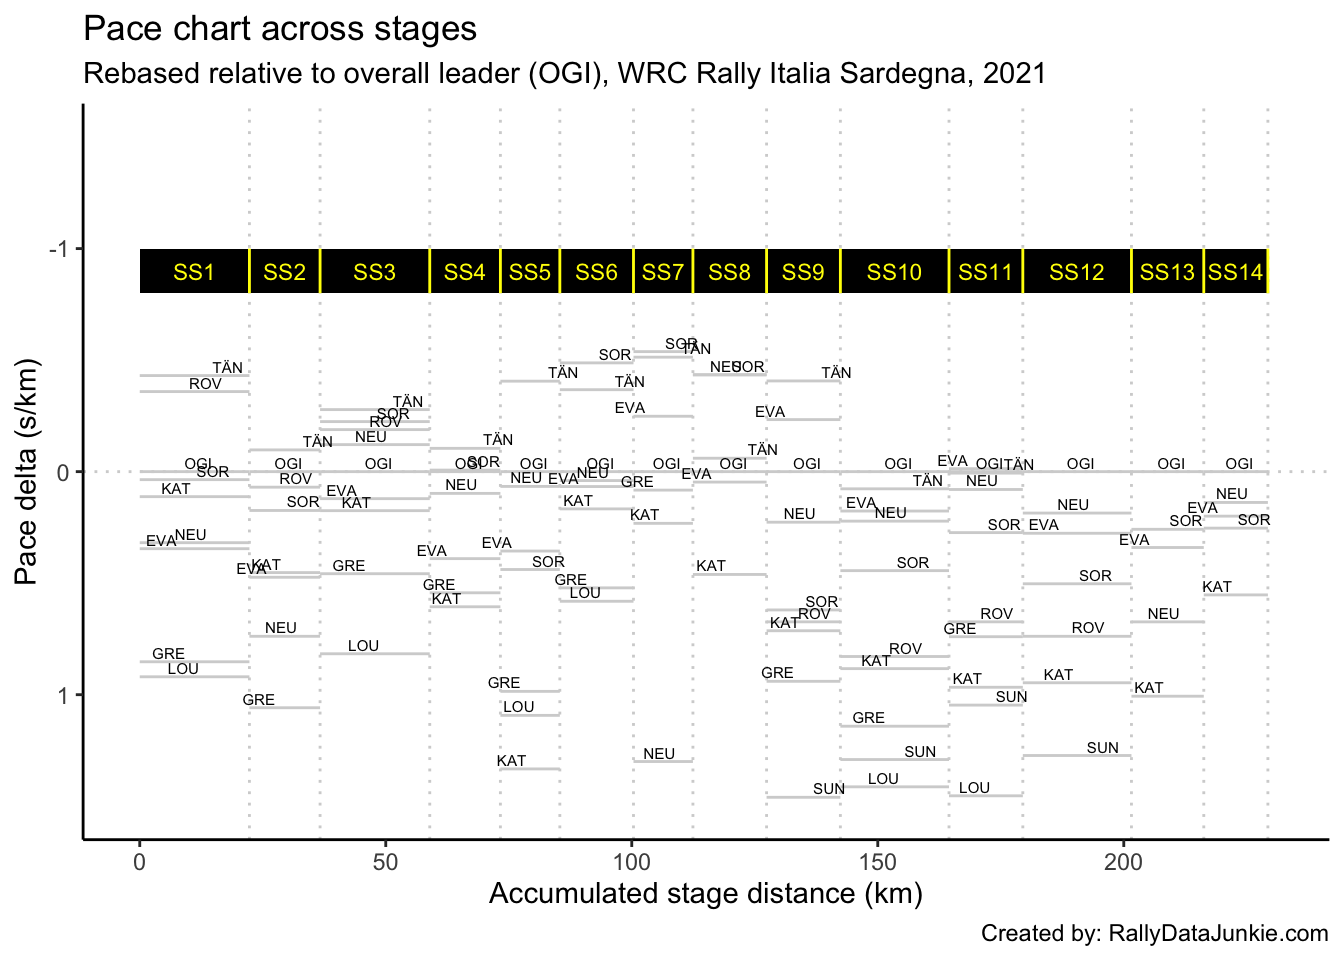 Pace chart across stages
Rebased relative to overall leader (OGI), WRC Rally Italia Sardegna, 2021
-1
SS1 SS2 SS3 SS4 SS5 SS6 SS7 SS8 SS9 SS10 SS11 SS12 SS13 SS14
SOR TÄN
SOR
TÄN ROV
TÄN
TÄN
EVA
NEU SOR
TÄN
EVA
TÄN
SOR
ROV
NEU
TÄN
TÄN
TÄN
OGI SOR
OGI
OGI
OGI SOR
OGI
OGI NEU
OGI
OGI
OGI
OGI
EVA OGI TÄN
OGI
OGI
OGI
KAT
ROV
SOR
EVA
KAT
NEU
NEU
EVA
KAT
GRE
KAT
EVA
NEU
TÄN
EVA
NEU
NEU
SOR
NEU
EVA
SOR
EVA
NEU
EVA
SOR
EVA NEU
EVA KAT
GRE
EVA
GRE
KAT
EVA
SOR
GRE
LOU
KAT
SOR
ROV
KAT
SOR
ROV
GRE
SOR
ROV
NEU
KAT
GRE
LOU
NEU
GRE
LOU
GRE
LOU
KAT
NEU
GRE
SUN
ROV
KAT
GRE
SUN
LOU
KAT
SUN
LOU
KAT
SUN
KAT
0
1
Pace delta (s/km)
0 50 100 150 200
Accumulated stage distance (km)
Created by: RallyDataJunkie.com